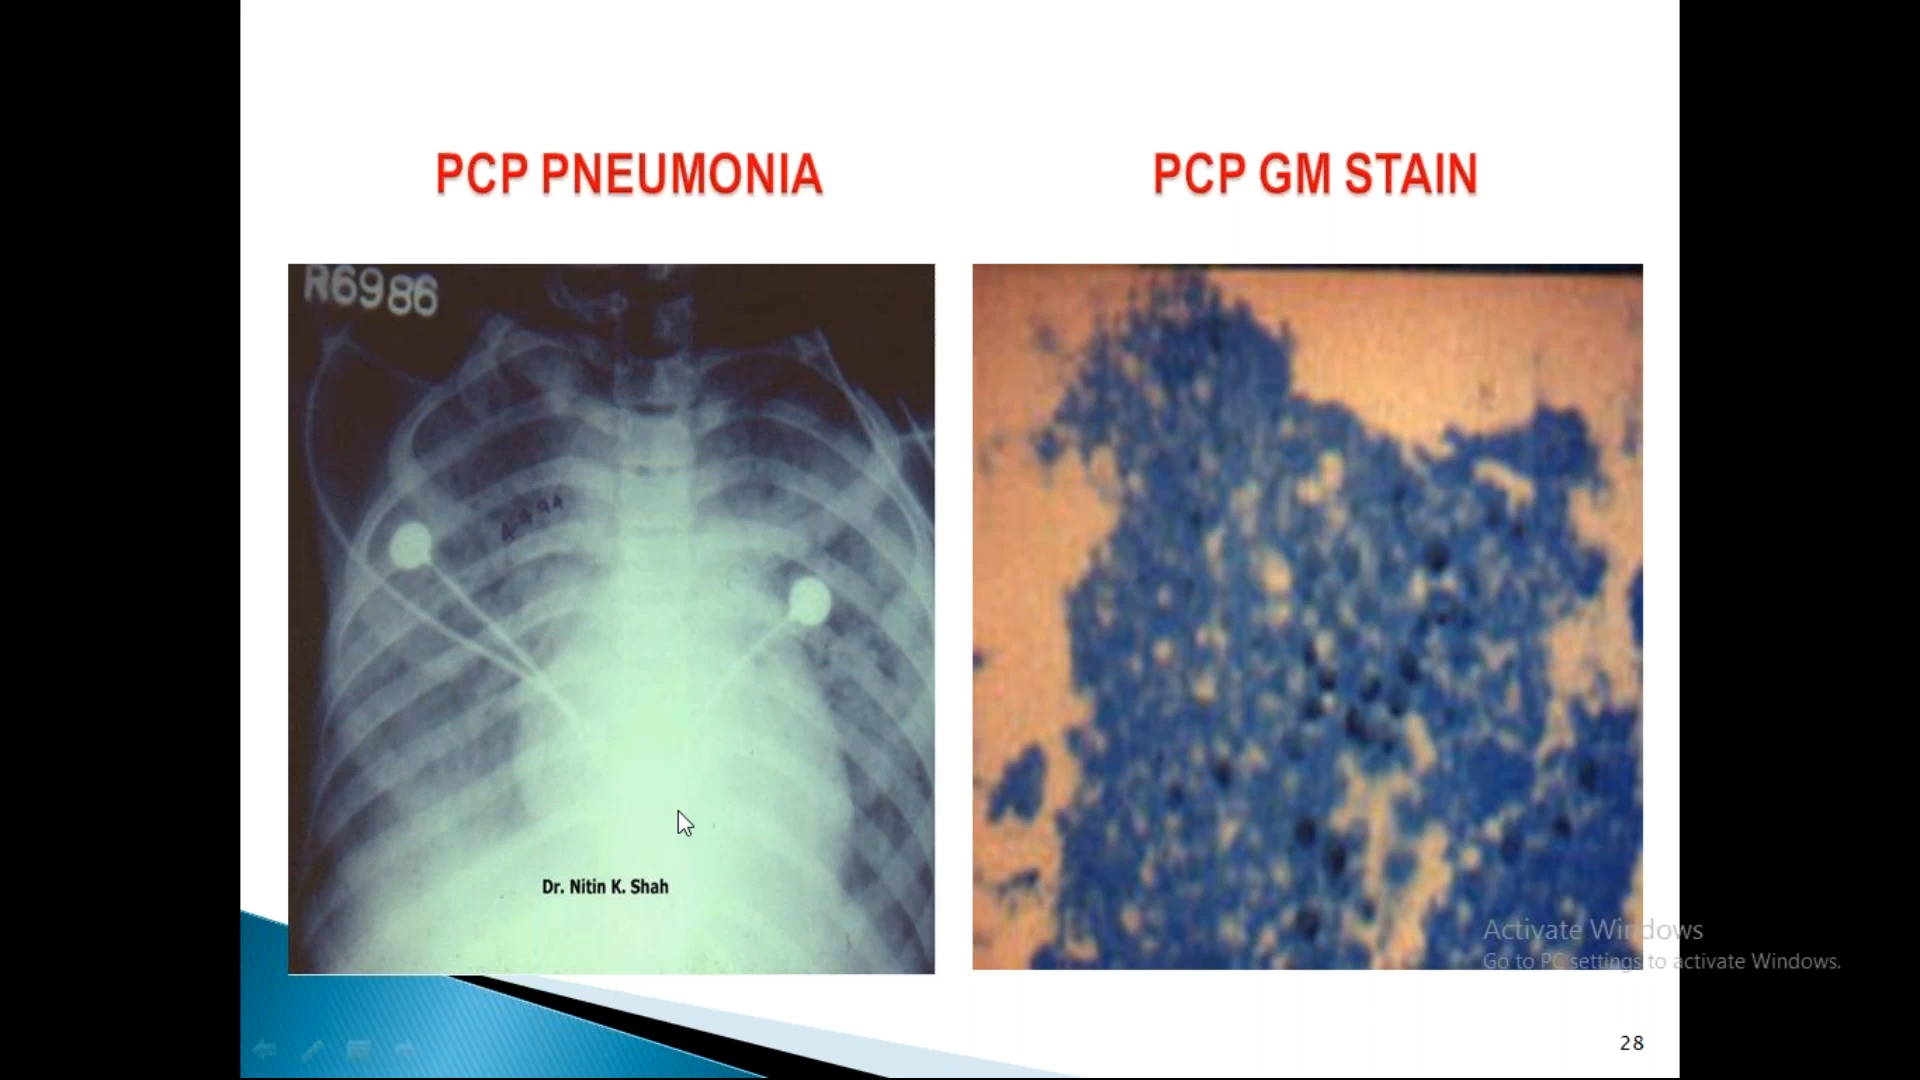 PCP PNEUMONIA
PCP GM STAIN
R6986
Dr. Nitin K. Shah
Activate Windows
Go to PC settings to activate Windows.
28